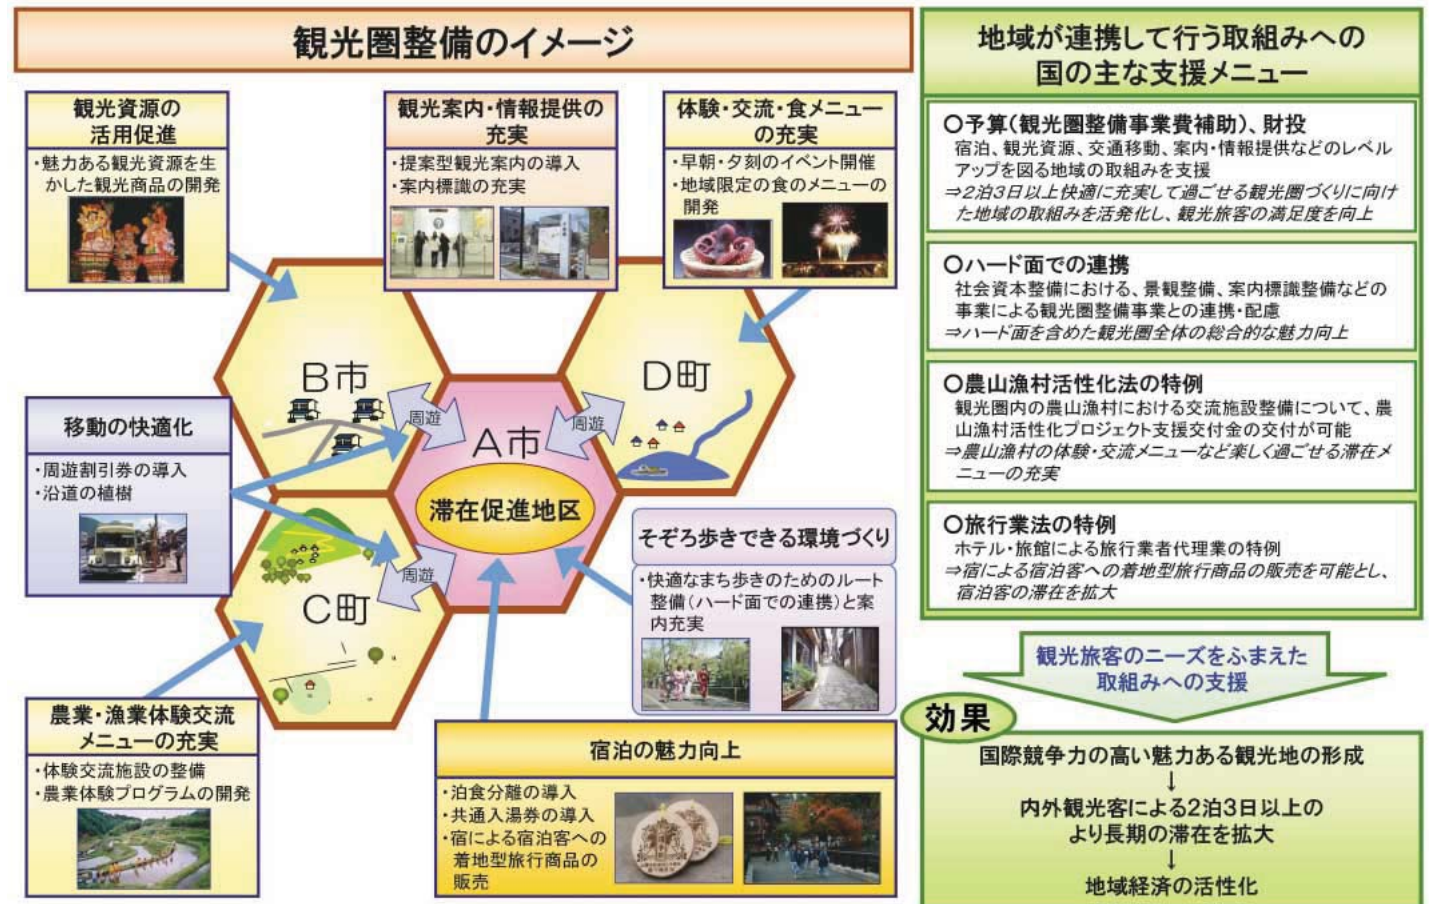 観光圏整備のイメージ
観光資源の
活用促進
・魅力ある観光資源を生
かした観光商品の開発
観光案内・情報提供の
充実
・提案型観光案内の導入
・案内標識の充実
体験・交流・食メニュー
の充実
・早朝・夕刻のイベント開催
・地域限定の食のメニューの
開発
B市
D町
周遊
周遊
A市
滞在促進地区
移動の快適化
・周遊割引券の導入
・沿道の植樹
周遊
C町
そぞろ歩きできる環境づくり
・快適なまち歩きのためのルート
整備(ハード面での連携)と案
内充実
農業・漁業体験交流
メニューの充実
・体験交流施設の整備
・農業体験プログラムの開発
宿泊の魅力向上
・泊食分離の導入
・共通入湯券の導入
・宿による宿泊客への
着地型旅行商品の
販売
地域が連携して行う取組みへの
国の主な支援メニュー
○予算(観光圏整備事業費補助)、財投
宿泊、観光資源、交通移動、案内・情報提供などのレベル
アップを図る地域の取組みを支援
⇒2泊3日以上快適に充実して過ごせる観光圏づくりに向け
た地域の取組みを活発化し、観光旅客の満足度を向上
○ハード面での連携
社会資本整備における、景観整備、案内標識整備などの
事業による観光圏整備事業との連携・配慮
⇒ハード面を含めた観光圏全体の総合的な魅力向上
○農山漁村活性化法の特例
観光圏内の農山漁村における交流施設整備について、農
山漁村活性化プロジェクト支援交付金の交付が可能
⇒農山漁村の体験・交流メニューなど楽しく過ごせる滞在メ
ニューの充実
○旅行業法の特例
ホテル・旅館による旅行業者代理業の特例
⇒宿による宿泊客への着地型旅行商品の販売を可能とし、
宿泊客の滞在を拡大
観光旅客のニーズをふまえた
取組みへの支援
効果
国際競争力の高い魅力ある観光地の形成
↓
内外観光客による2泊3日以上の
より長期の滞在を拡大
↓
地域経済の活性化